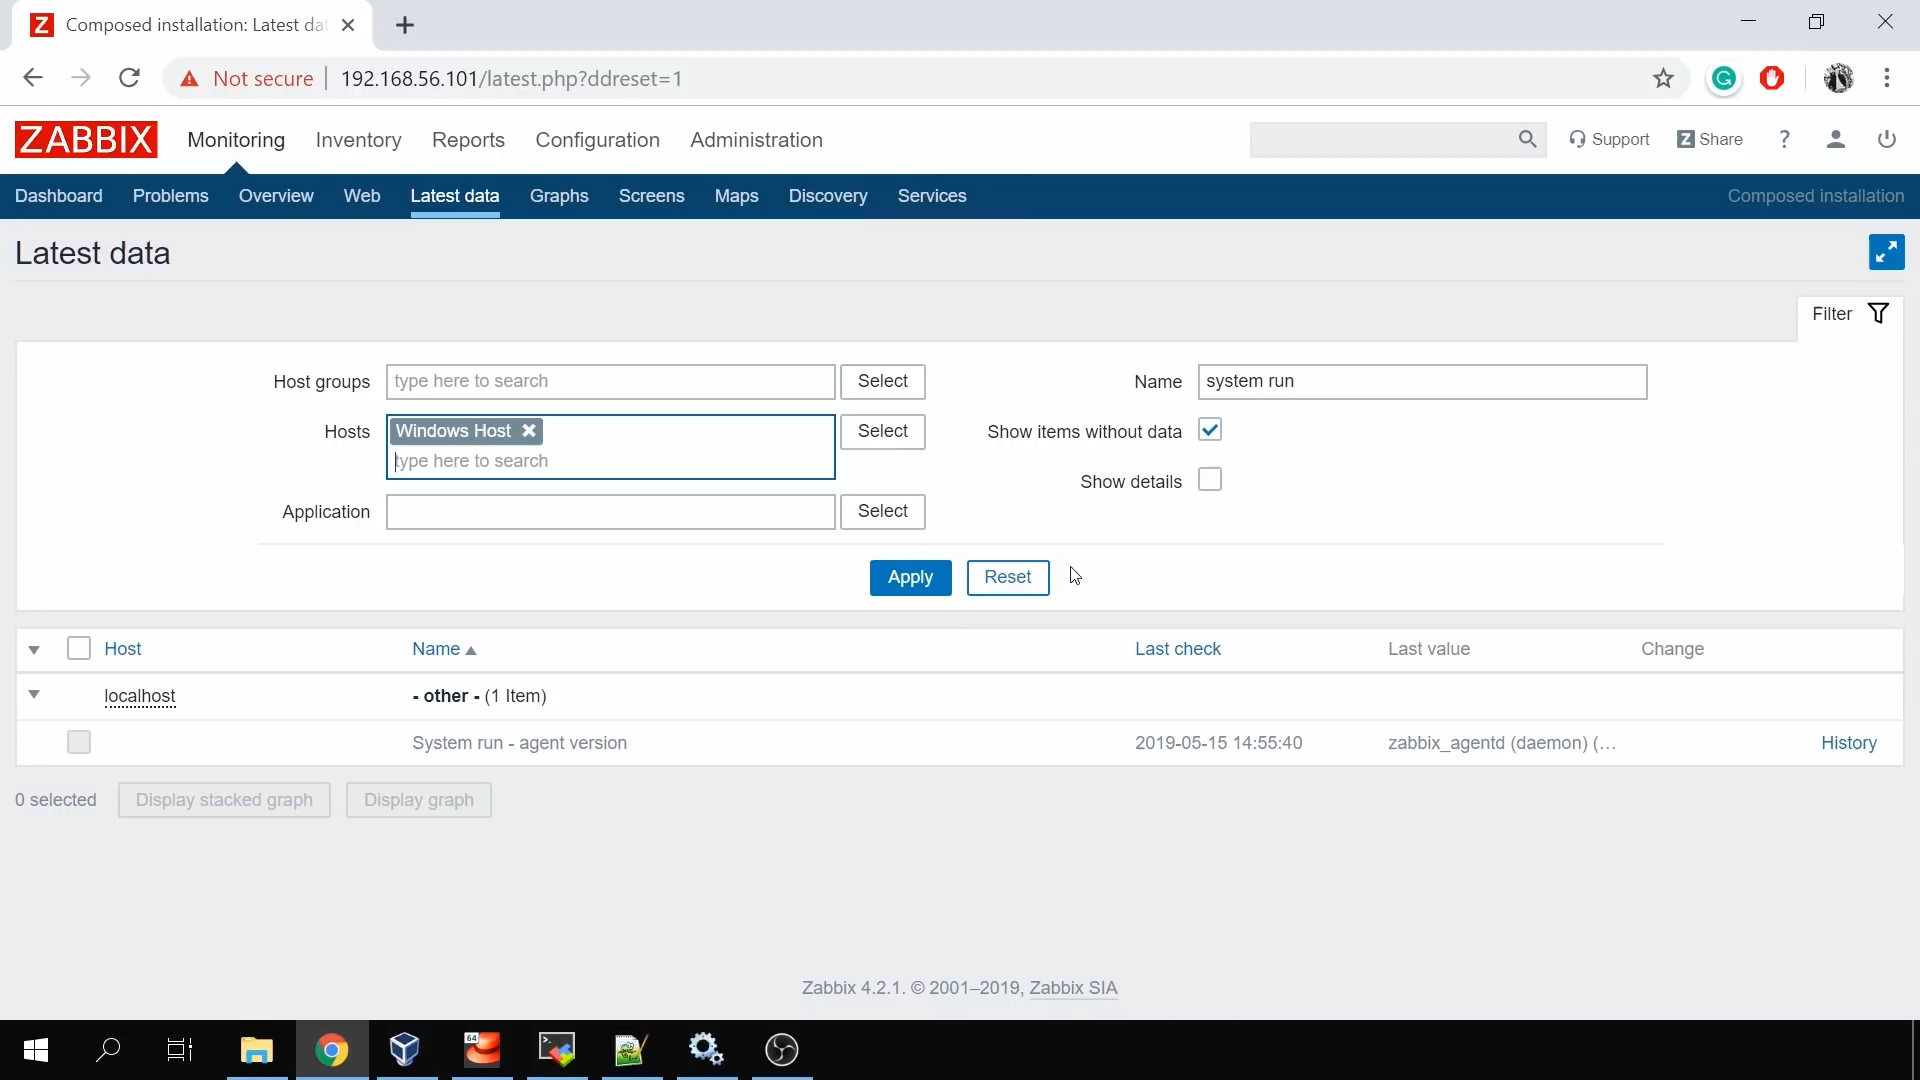 Composed installation: Latest dat
Not secure
192.168.56.101/latest.php?ddreset=1
ZABBIX Monitoring Inventory Reports Configuration Administration
Z Support Z Share ?
Dashboard Problems Overview Web Latest data Graphs Screens Maps Discovery Services Composed installation
Latest data
Filter
Host groups type here to search Select Name system run
Hosts Windows Host Select Show items without data
type here to search
Show details
Application Select
Apply Reset
Host Name Last check Last value Change
localhost - other - (1 Item)
System run - agent version 2019-05-15 14:55:40 zabbix_agentd (daemon) (... History
0 selected Display stacked graph Display graph
Zabbix 4.2.1. © 2001–2019, Zabbix SIA
64